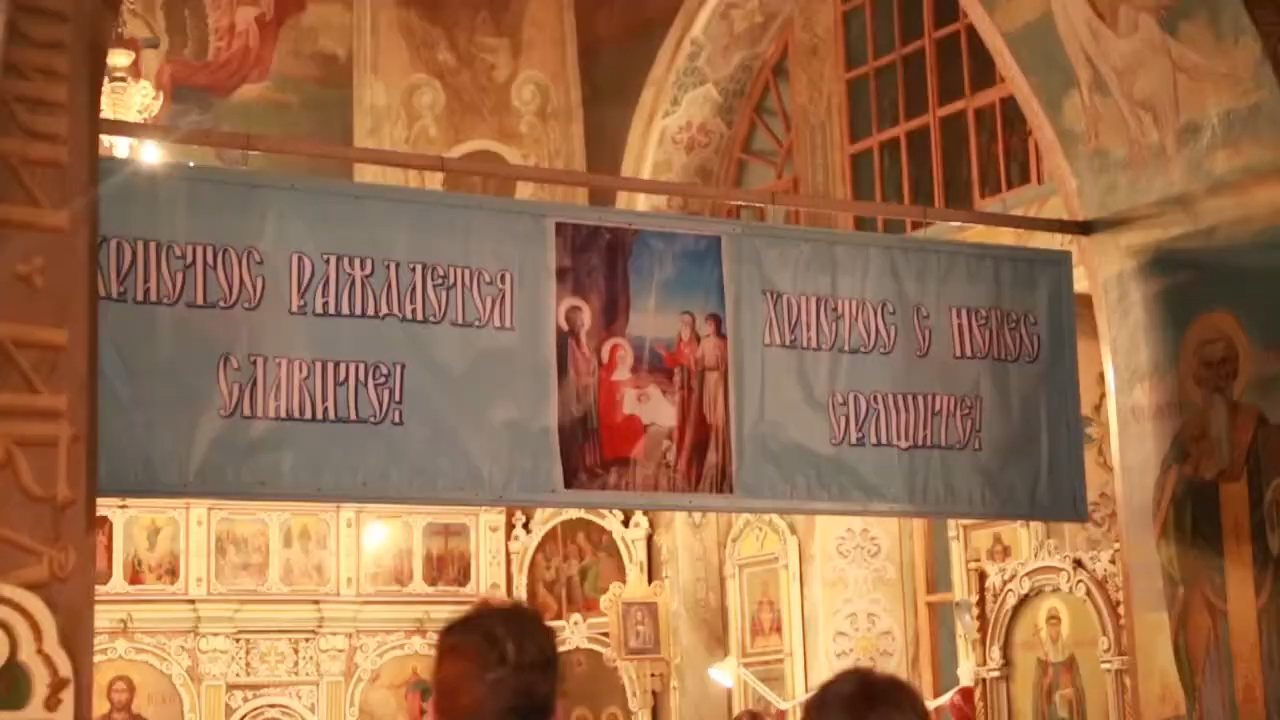 ХРИСТОС РАЖДАЕТСЯ
СЛАВИТЕ!
ХРИСТОС С НЕБЕС
СРЯЩИТЕ!